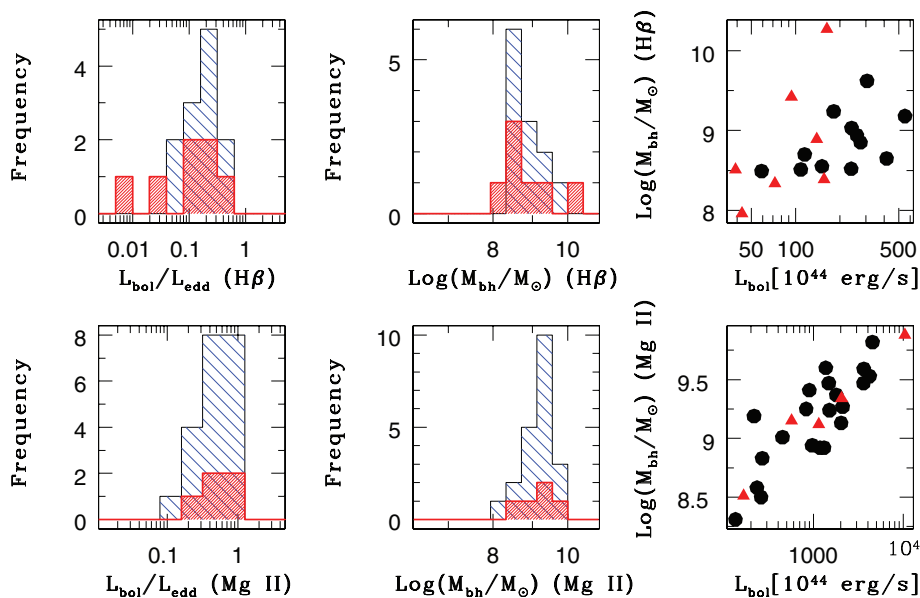 Frequency
4
2
0
0.01
0.1
1
L_bol/L_edd (Hβ)
Frequency
6
4
2
0
8
10
Log(M_bh/M_⊙) (Hβ)
Log(M_bh/M_⊙) (Hβ)
10
9
8
50
100
500
L_bol[10^44 erg/s]
Frequency
8
6
4
2
0
0.1
1
L_bol/L_edd (Mg II)
Frequency
10
5
0
8
10
Log(M_bh/M_⊙) (Mg II)
Log(M_bh/M_⊙) (Mg II)
9.5
9
8.5
1000
10^4
L_bol[10^44 erg/s]